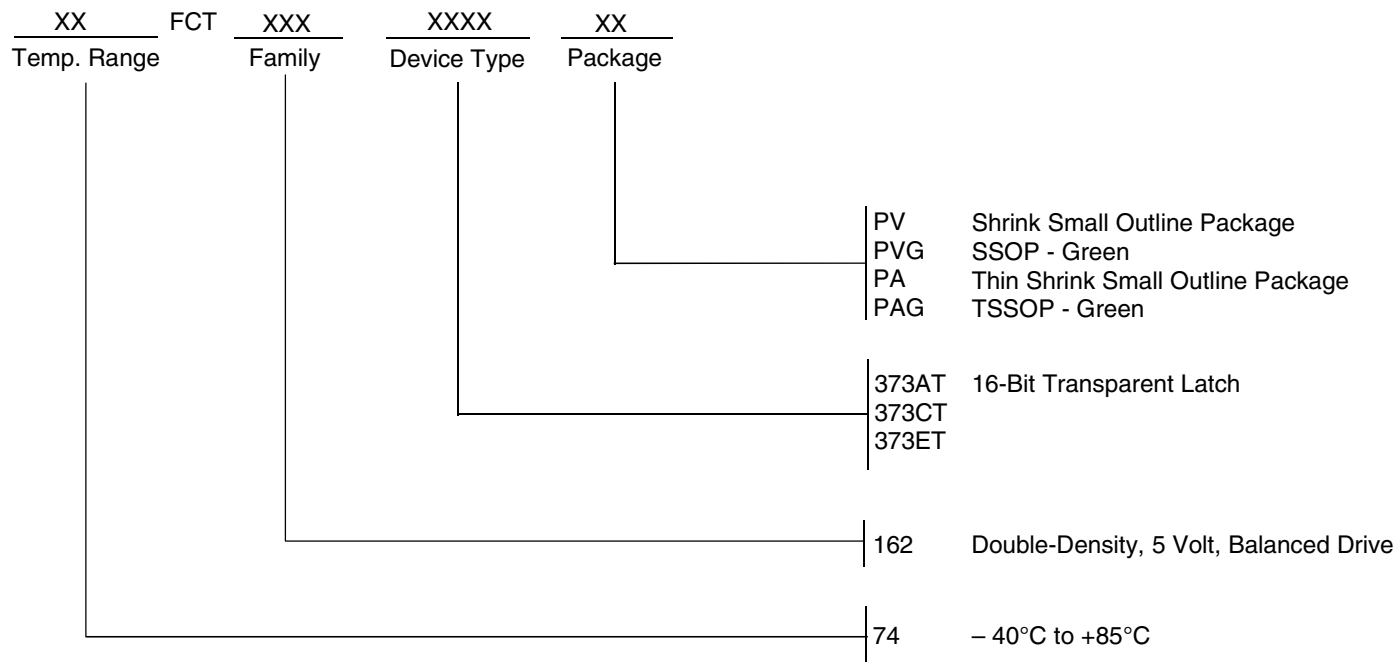 XX FCT XXX XXXX XX
Temp. Range Family Device Type Package
PV Shrink Small Outline Package
PVG SSOP - Green
PA Thin Shrink Small Outline Package
PAG TSSOP - Green
373AT 16-Bit Transparent Latch
373CT
373ET
162 Double-Density, 5 Volt, Balanced Drive
74 – 40°C to +85°C